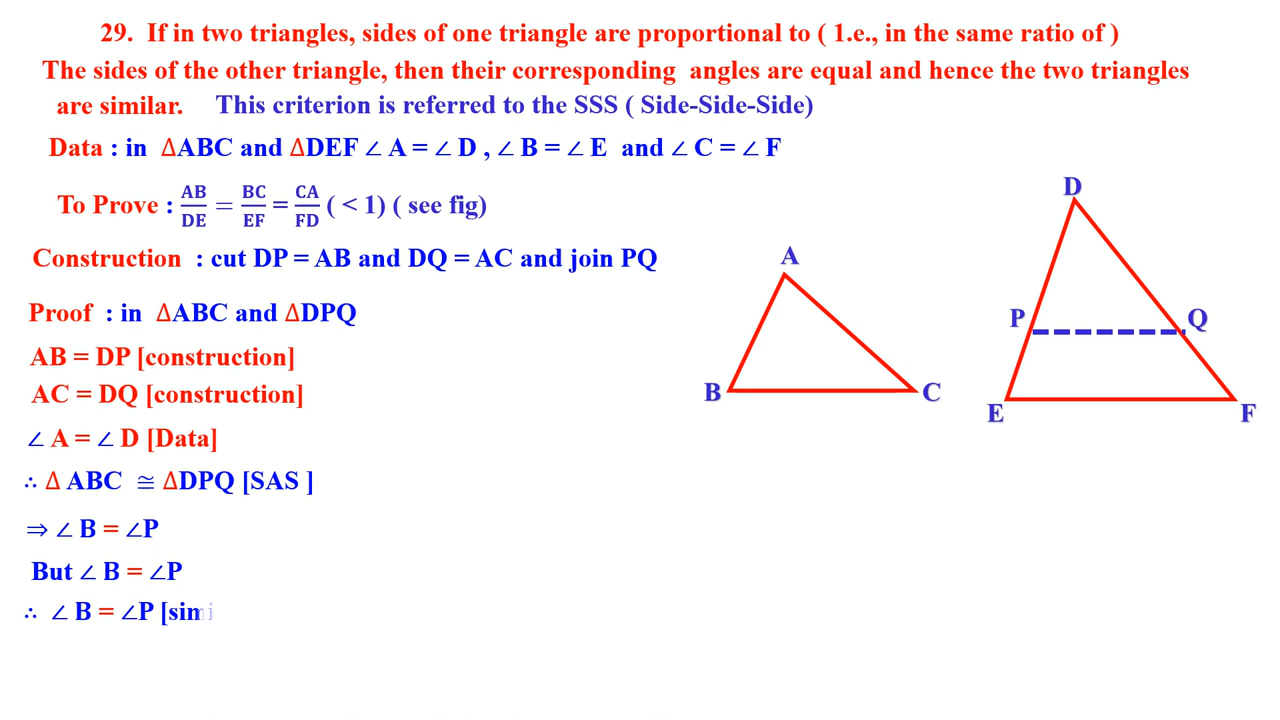 29. If in two triangles, sides of one triangle are proportional to ( 1.e., in the same ratio of )
The sides of the other triangle, then their corresponding angles are equal and hence the two triangles
are similar. This criterion is referred to the SSS ( Side-Side-Side)
Data : in ΔABC and ΔDEF ∠ A = ∠ D , ∠ B = ∠ E and ∠ C = ∠ F
To Prove : AB/DE = BC/EF = CA/FD ( < 1) ( see fig)
Construction : cut DP = AB and DQ = AC and join PQ
Proof : in ΔABC and ΔDPQ
AB = DP [construction]
AC = DQ [construction]
∠ A = ∠ D [Data]
∴ Δ ABC ≅ ΔDPQ [SAS ]
⇒ ∠ B = ∠P
But ∠ B = ∠P
∴ ∠ B = ∠P [simi
A
B
C
D
P
Q
E
F